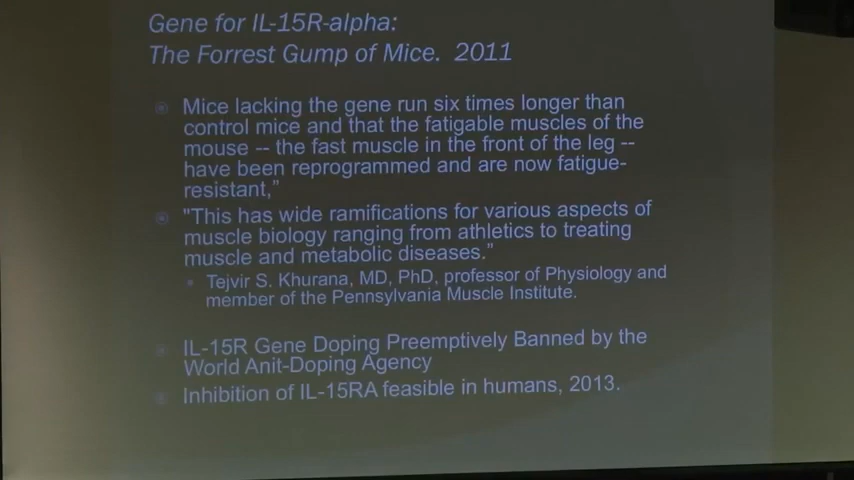 Gene for IL-15R-alpha:
The Forrest Gump of Mice. 2011
Mice lacking the gene run six times longer than
control mice and that the fatigable muscles of the
mouse -- the fast muscle in the front of the leg --
have been reprogrammed and are now fatigue-
resistant,"
"This has wide ramifications for various aspects of
muscle biology ranging from athletics to treating
muscle and metabolic diseases."
Tejvir S. Khurana, MD, PhD, professor of Physiology and
member of the Pennsylvania Muscle Institute.
IL-15R Gene Doping Preemptively Banned by the
World Anit-Doping Agency
Inhibition of IL-15RA feasible in humans, 2013.